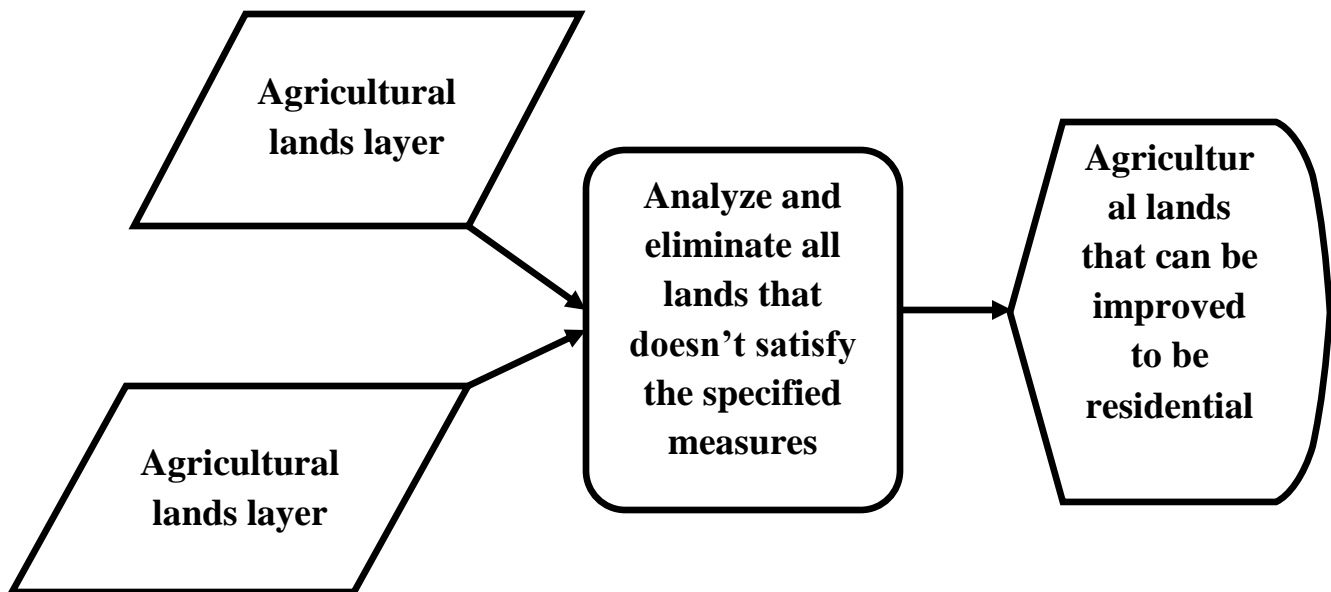 Agricultural
lands layer
Analyze and
eliminate all
lands that
doesn’t satisfy
the specified
measures
Agricultur
al lands
that can be
improved
to be
residential
Agricultural
lands layer